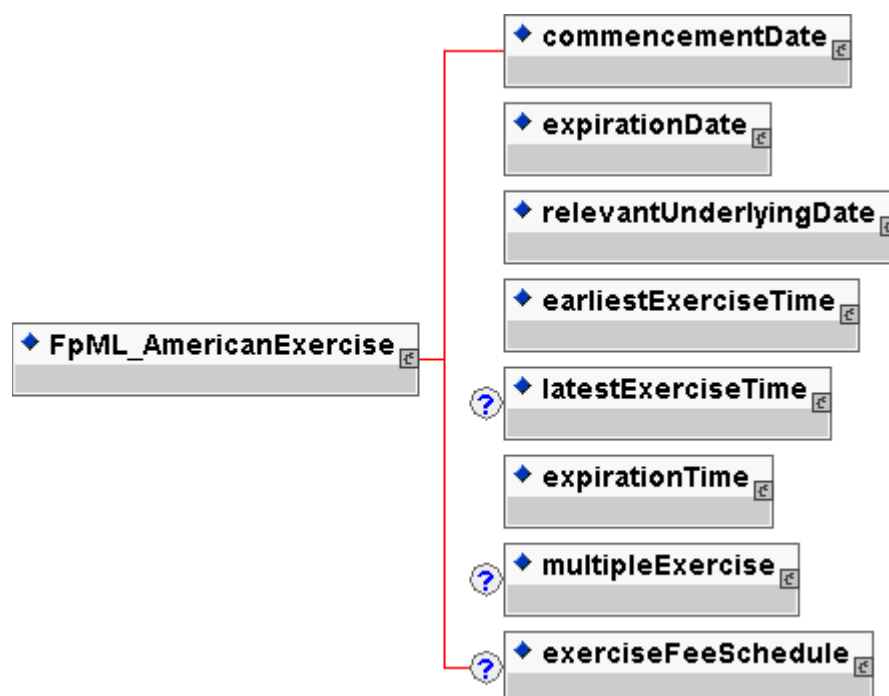 commencementDate
expirationDate
relevantUnderlyingDate
earliestExerciseTime
FpML_AmericanExercise
?
latestExerciseTime
expirationTime
?
multipleExercise
?
exerciseFeeSchedule